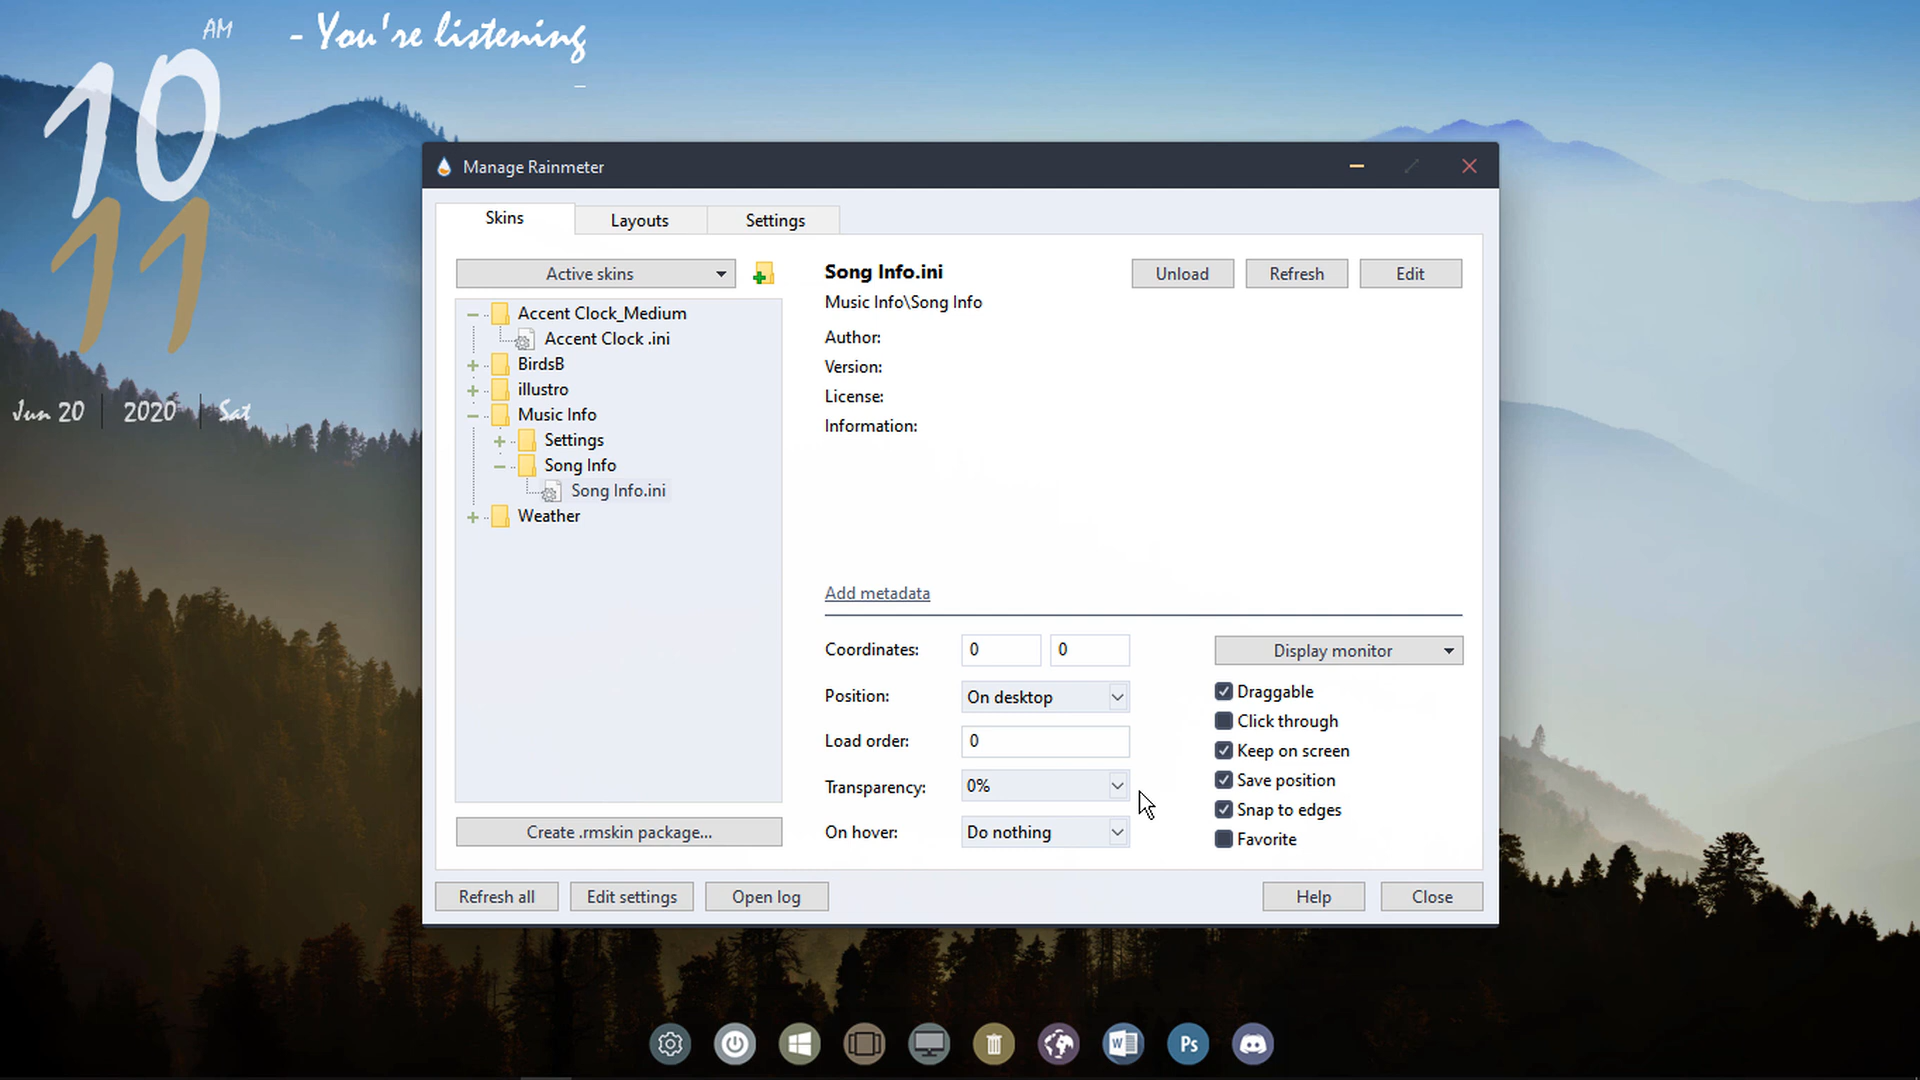 AM
10
11
- You're listening
-
Jun 20 | 2020 | Sat
Manage Rainmeter
Skins
Layouts
Settings
Active skins
Accent Clock_Medium
Accent Clock .ini
BirdsB
illustro
Music Info
Settings
Song Info
Song Info.ini
Weather
Create .rmskin package...
Song Info.ini
Unload
Refresh
Edit
Music Info\Song Info
Author:
Version:
License:
Information:
Add metadata
Coordinates: 0 0
Position: On desktop
Load order: 0
Transparency: 0%
On hover: Do nothing
Display monitor
Draggable
Click through
Keep on screen
Save position
Snap to edges
Favorite
Refresh all
Edit settings
Open log
Help
Close
W
Ps